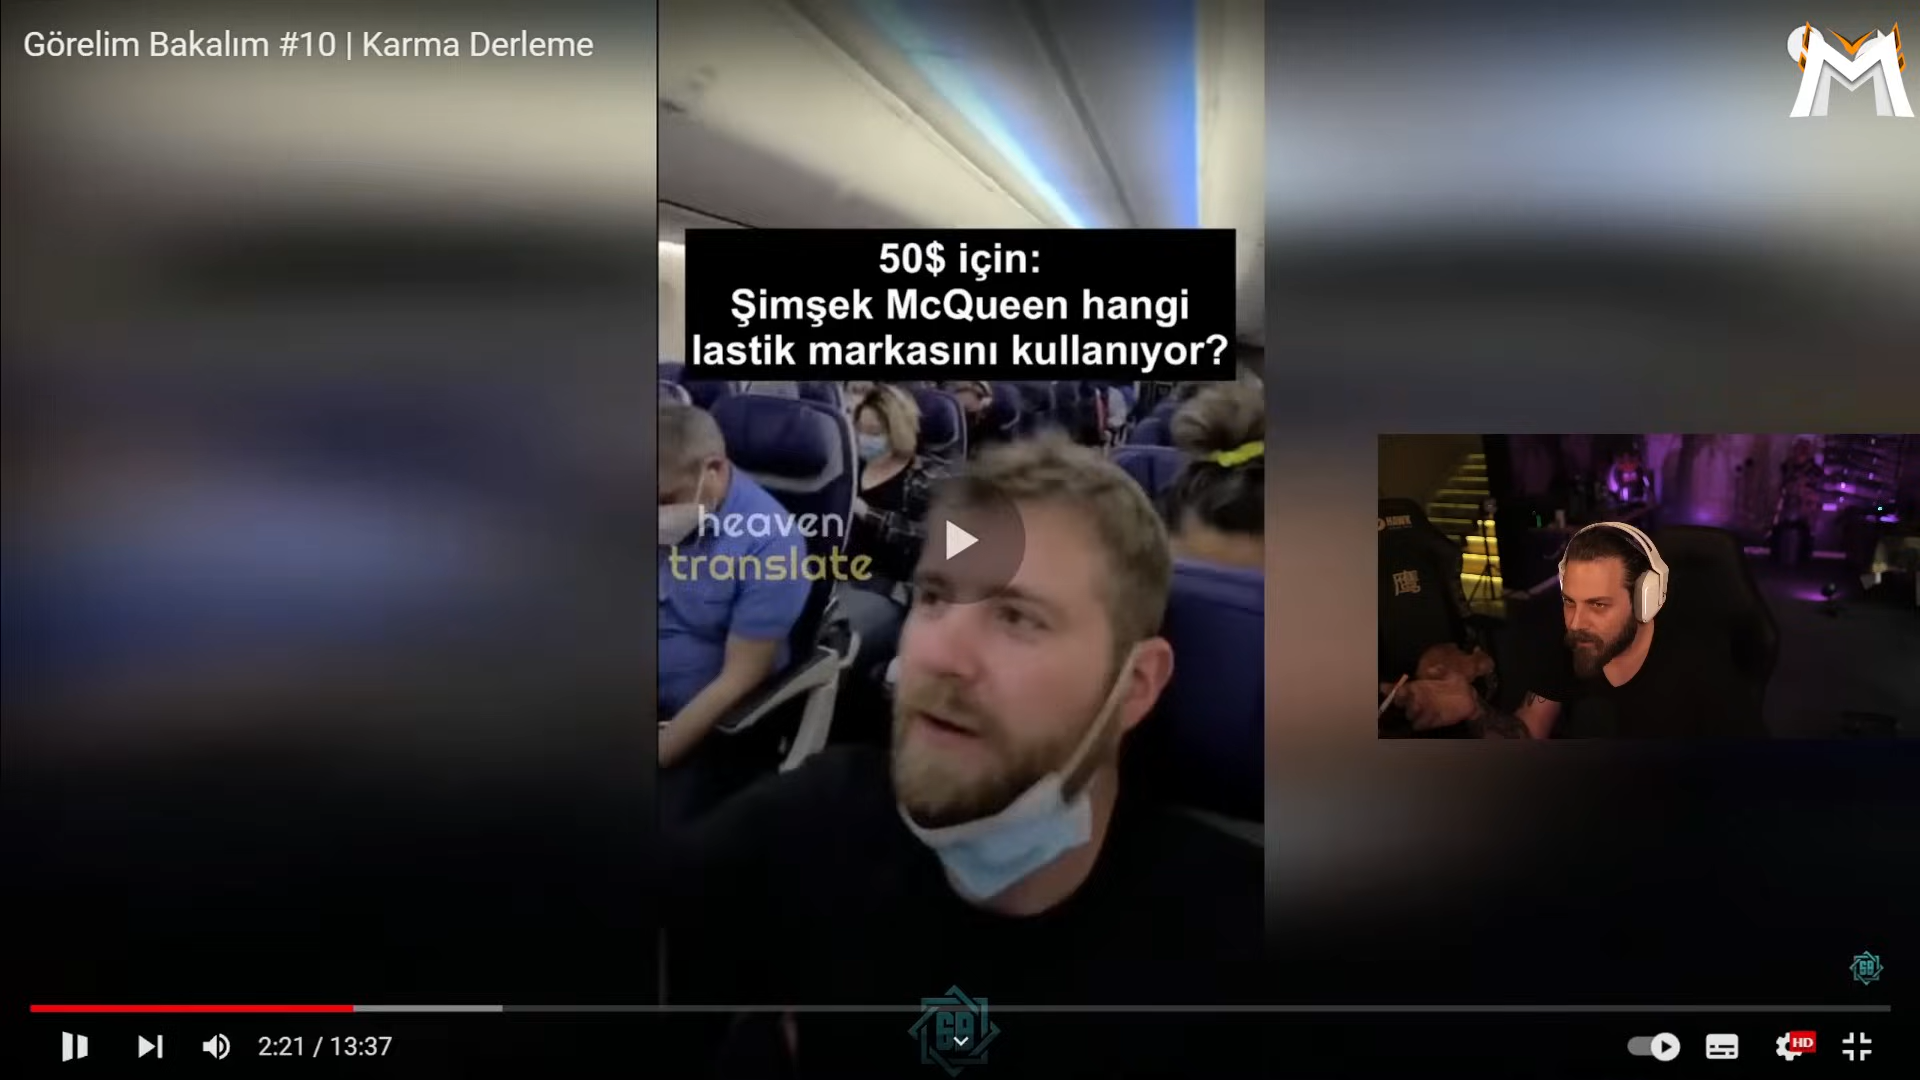 Görelim Bakalım #10 | Karma Derleme
50$ için:
Şimşek McQueen hangi
lastik markasını kullanıyor?
heaven
translate
HAWK
2:21 / 13:37
HD